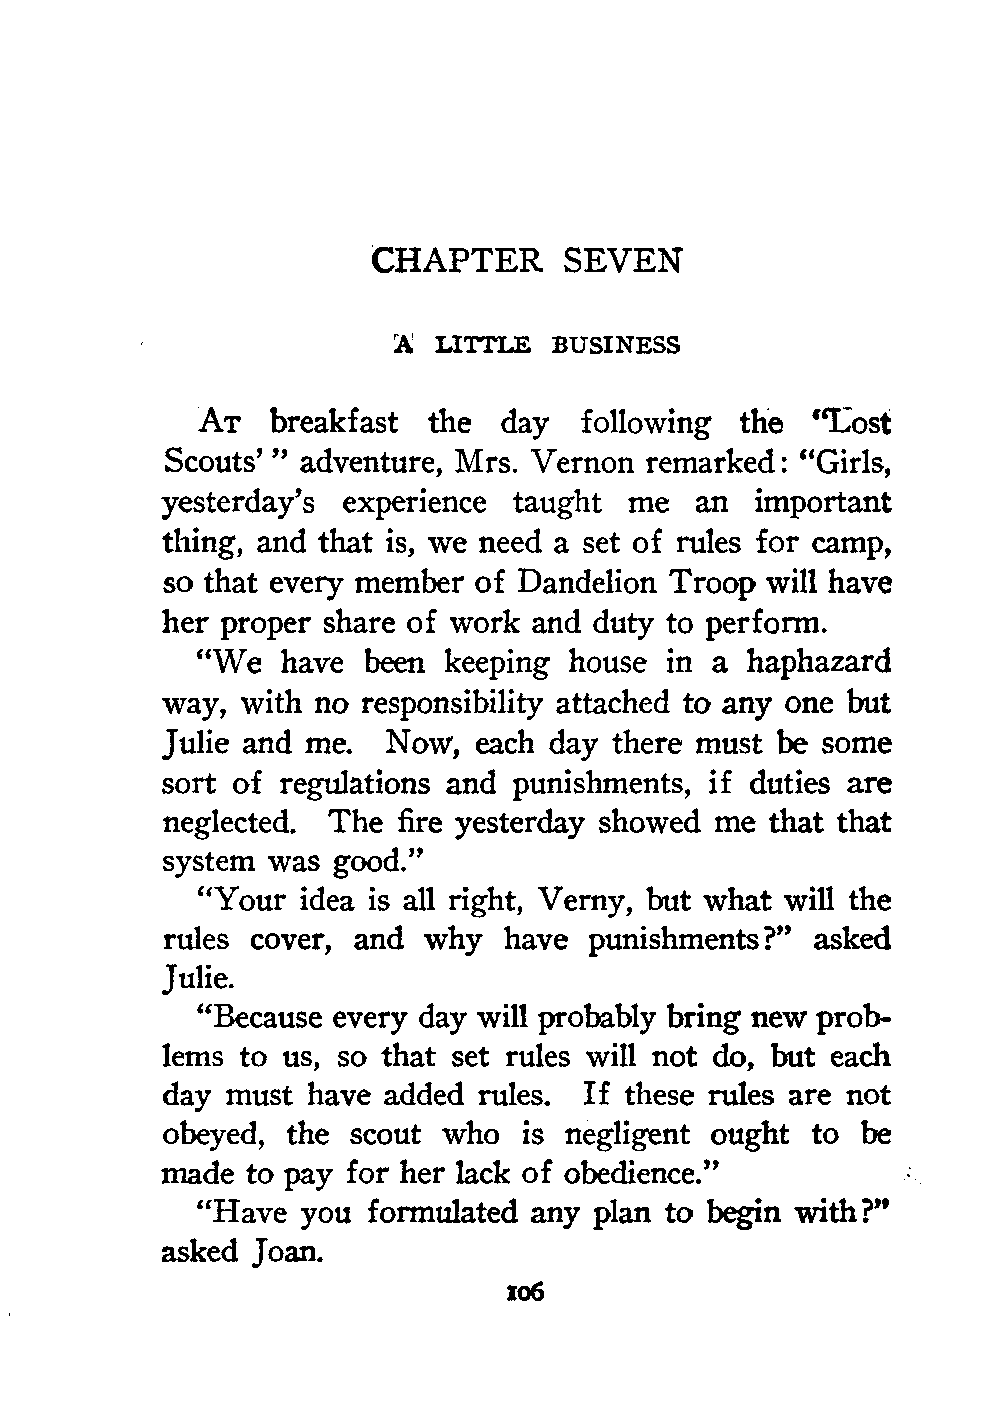 CHAPTER SEVEN
A LITTLE BUSINESS
At breakfast the day following the "Lost
Scouts' " adventure, Mrs. Vernon remarked: "Girls,
yesterday's experience taught me an important
thing, and that is, we need a set of rules for camp,
so that every member of Dandelion Troop will have
her proper share of work and duty to perform.
"We have been keeping house in a haphazard
way, with no responsibility attached to any one but
Julie and me. Now, each day there must be some
sort of regulations and punishments, if duties are
neglected. The fire yesterday showed me that that
system was good."
"Your idea is all right, Verny, but what will the
rules cover, and why have punishments?" asked
Julie.
"Because every day will probably bring new prob-
lems to us, so that set rules will not do, but each
day must have added rules. If these rules are not
obeyed, the scout who is negligent ought to be
made to pay for her lack of obedience."
"Have you formulated any plan to begin with?"
asked Joan.
106